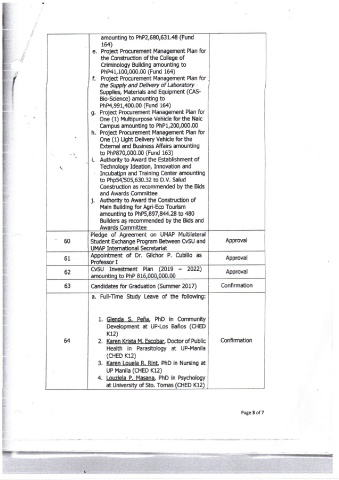 amounting to PhP2,680,631.48 (Fund
164)
e. Project Procurement Management Plan for
the Construction of the College of
Criminology Building amounting to
PhP41,100,000.00 (Fund 164)
f. Project Procurement Management Plan for
the Supply and Delivery of Laboratory
Supplies, Materials and Equipment (CAS-
Bio-Science) amounting to
PhP4,991,400.00 (Fund 164)
g. Project Procurement Management Plan for
One (1) Multipurpose Vehicle for the Naic
Campus amounting to PhP1,200,000.00
h. Project Procurement Management Plan for
One (1) Light Delivery Vehicle for the
External and Business Affairs amounting
to PhP870,000.00 (Fund 163)
i. Authority to Award the Establishment of
Technology Ideation, Innovation and
Incubation and Training Center amounting
to Php54,505,630.32 to D.V. Salud
Construction as recommended by the Bids
and Awards Committee
j. Authority to Award the Construction of
Main Building for Agri-Eco Tourism
amounting to PhP5,897,844.28 to 480
Builders as recommended by the Bids and
Awards Committee
60 Pledge of Agreement on UMAP Multilateral
Student Exchange Program Between CvSU and
UMAP International Secretariat Approval
61 Appointment of Dr. Gilchor P. Cubillo as
Professor I Approval
62 CvSU Investment Plan (2019 – 2022)
amounting to PhP 816,000,000.00 Approval
63 Candidates for Graduation (Summer 2017) Confirmation
64 a. Full-Time Study Leave of the following: Confirmation
1. Glenda S. Peña, PhD in Community
Development at UP-Los Baños (CHED
K12)
2. Karen Krista M. Escobar, Doctor of Public
Health in Parasitology at UP-Manila
(CHED K12)
3. Karen Louela R. Rint, PhD in Nursing at
UP Manila (CHED K12)
4. Louziela P. Masana, PhD in Psychology
at University of Sto. Tomas (CHED K12)
Page 5 of 7